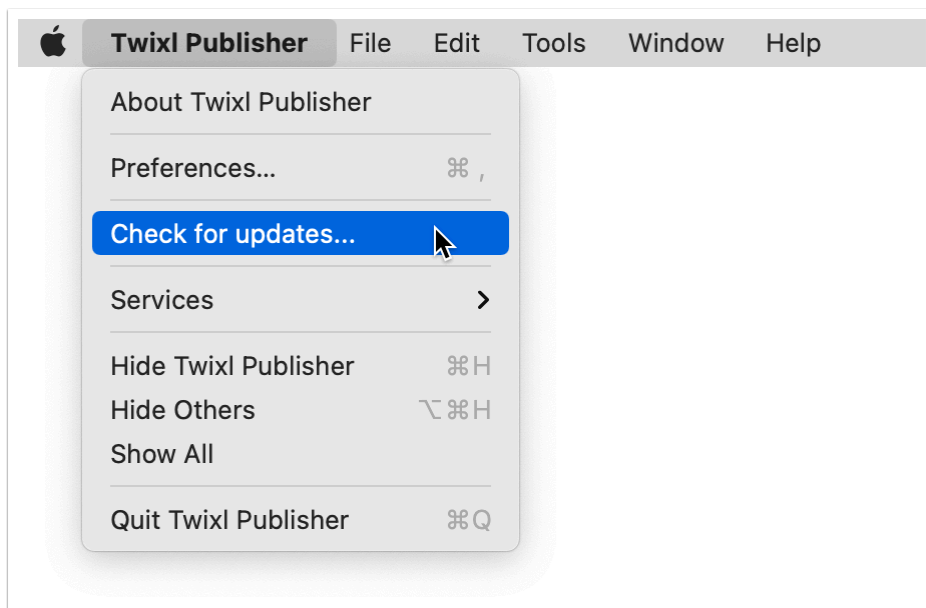 Twixl Publisher File Edit Tools Window Help
About Twixl Publisher
Preferences... ⌘ ,
Check for updates...
Services
Hide Twixl Publisher ⌘H
Hide Others ⌥⌘H
Show All
Quit Twixl Publisher ⌘Q